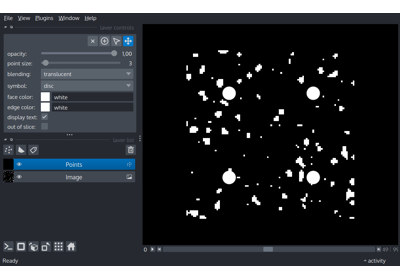 File View Plugins Window Help
layer controls
opacity: 1.00
point size: 3
blending: translucent
symbol: disc
face color: white
edge color: white
display text:
out of slice:
layer list
Points
Image
0
Ready
activity